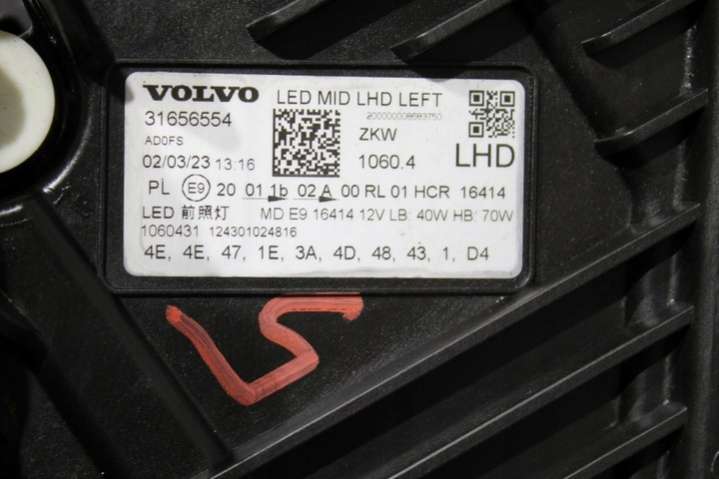 VOLVO LED MID LHD LEFT
31656554 200000008693750
AD0FS ZKW
02/03/23 13:16 1060.4 LHD
PL E9 20 01 1b 02 A 00 RL 01 HCR 16414
LED 前照灯 MD E9 16414 12V LB: 40W HB: 70W
1060431 124301024816
4E, 4E, 47, 1E, 3A, 4D, 48, 43, 1, D4